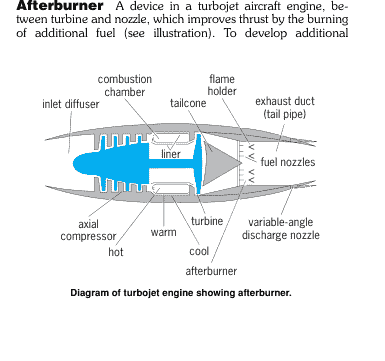 Afterburner A device in a turbojet aircraft engine, be-
tween turbine and nozzle, which improves thrust by the burning
of additional fuel (see illustration). To develop additional
combustion
chamber
flame
holder
inlet diffuser
tailcone
exhaust duct
(tail pipe)
liner
fuel nozzles
axial
compressor
hot
warm
cool
turbine
afterburner
variable-angle
discharge nozzle
Diagram of turbojet engine showing afterburner.